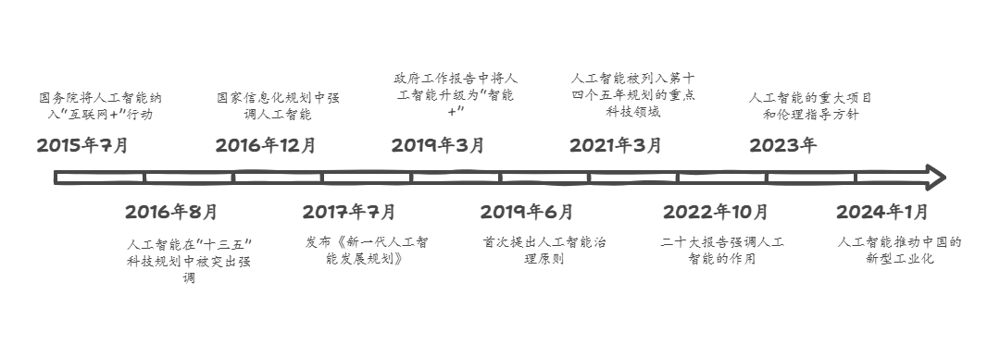 国务院将人工智能纳
入"互联网+"行动
2015年7月
国家信息化规划中强
调人工智能
2016年12月
政府工作报告中将人
工智能升级为"智能
+"
2019年3月
人工智能被列入第十
四个五年规划的重点
科技领域
2021年3月
人工智能的重大项目
和伦理指导方针
2023年
2016年8月
人工智能在"十三五"
科技规划中被突出强
调
2017年7月
发布《新一代人工智
能发展规划》
2019年6月
首次提出人工智能治
理原则
2022年10月
二十大报告强调人工
智能的作用
2024年1月
人工智能推动中国的
新型工业化